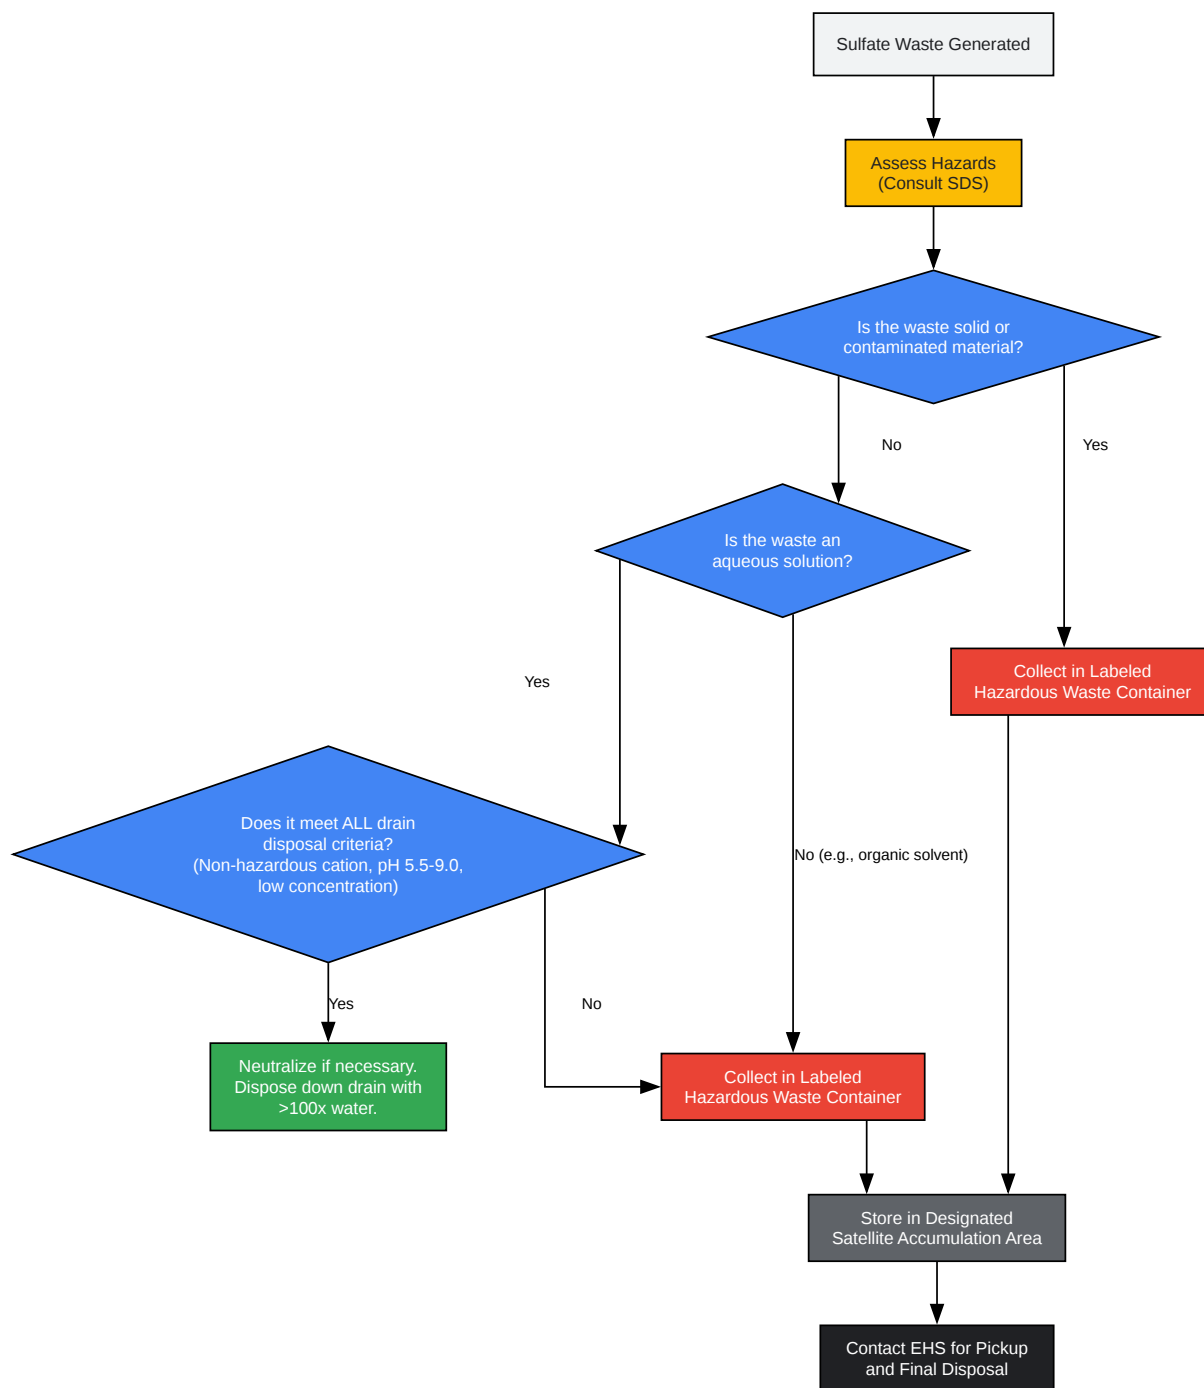 Sulfate Waste Generated
Assess Hazards
(Consult SDS)
Is the waste solid or
contaminated material?
No
Yes
Is the waste an
aqueous solution?
Yes
Collect in Labeled
Hazardous Waste Container
Does it meet ALL drain
disposal criteria?
(Non-hazardous cation, pH 5.5-9.0,
low concentration)
No (e.g., organic solvent)
Yes
No
Neutralize if necessary.
Dispose down drain with
>100x water.
Collect in Labeled
Hazardous Waste Container
Store in Designated
Satellite Accumulation Area
Contact EHS for Pickup
and Final Disposal